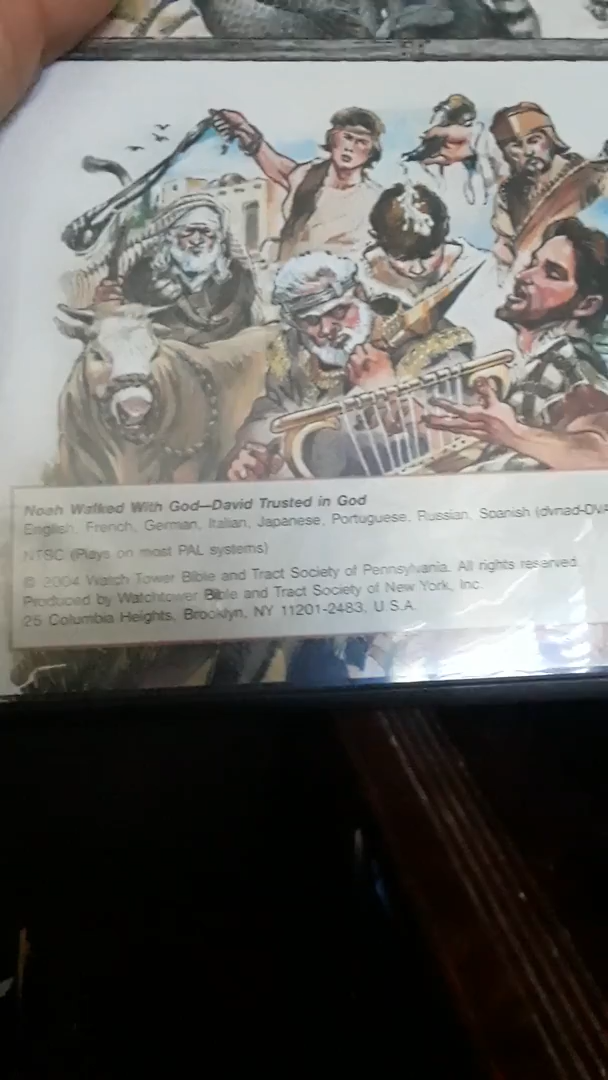 Noah Walked With God—David Trusted in God
English, French, German, Italian, Japanese, Portuguese, Russian, Spanish (dvnad-DVA
NTSC (Plays on most PAL systems)
© 2004 Watch Tower Bible and Tract Society of Pennsylvania. All rights reserved.
Produced by Watchtower Bible and Tract Society of New York, Inc.
25 Columbia Heights, Brooklyn, NY 11201-2483, U.S.A.